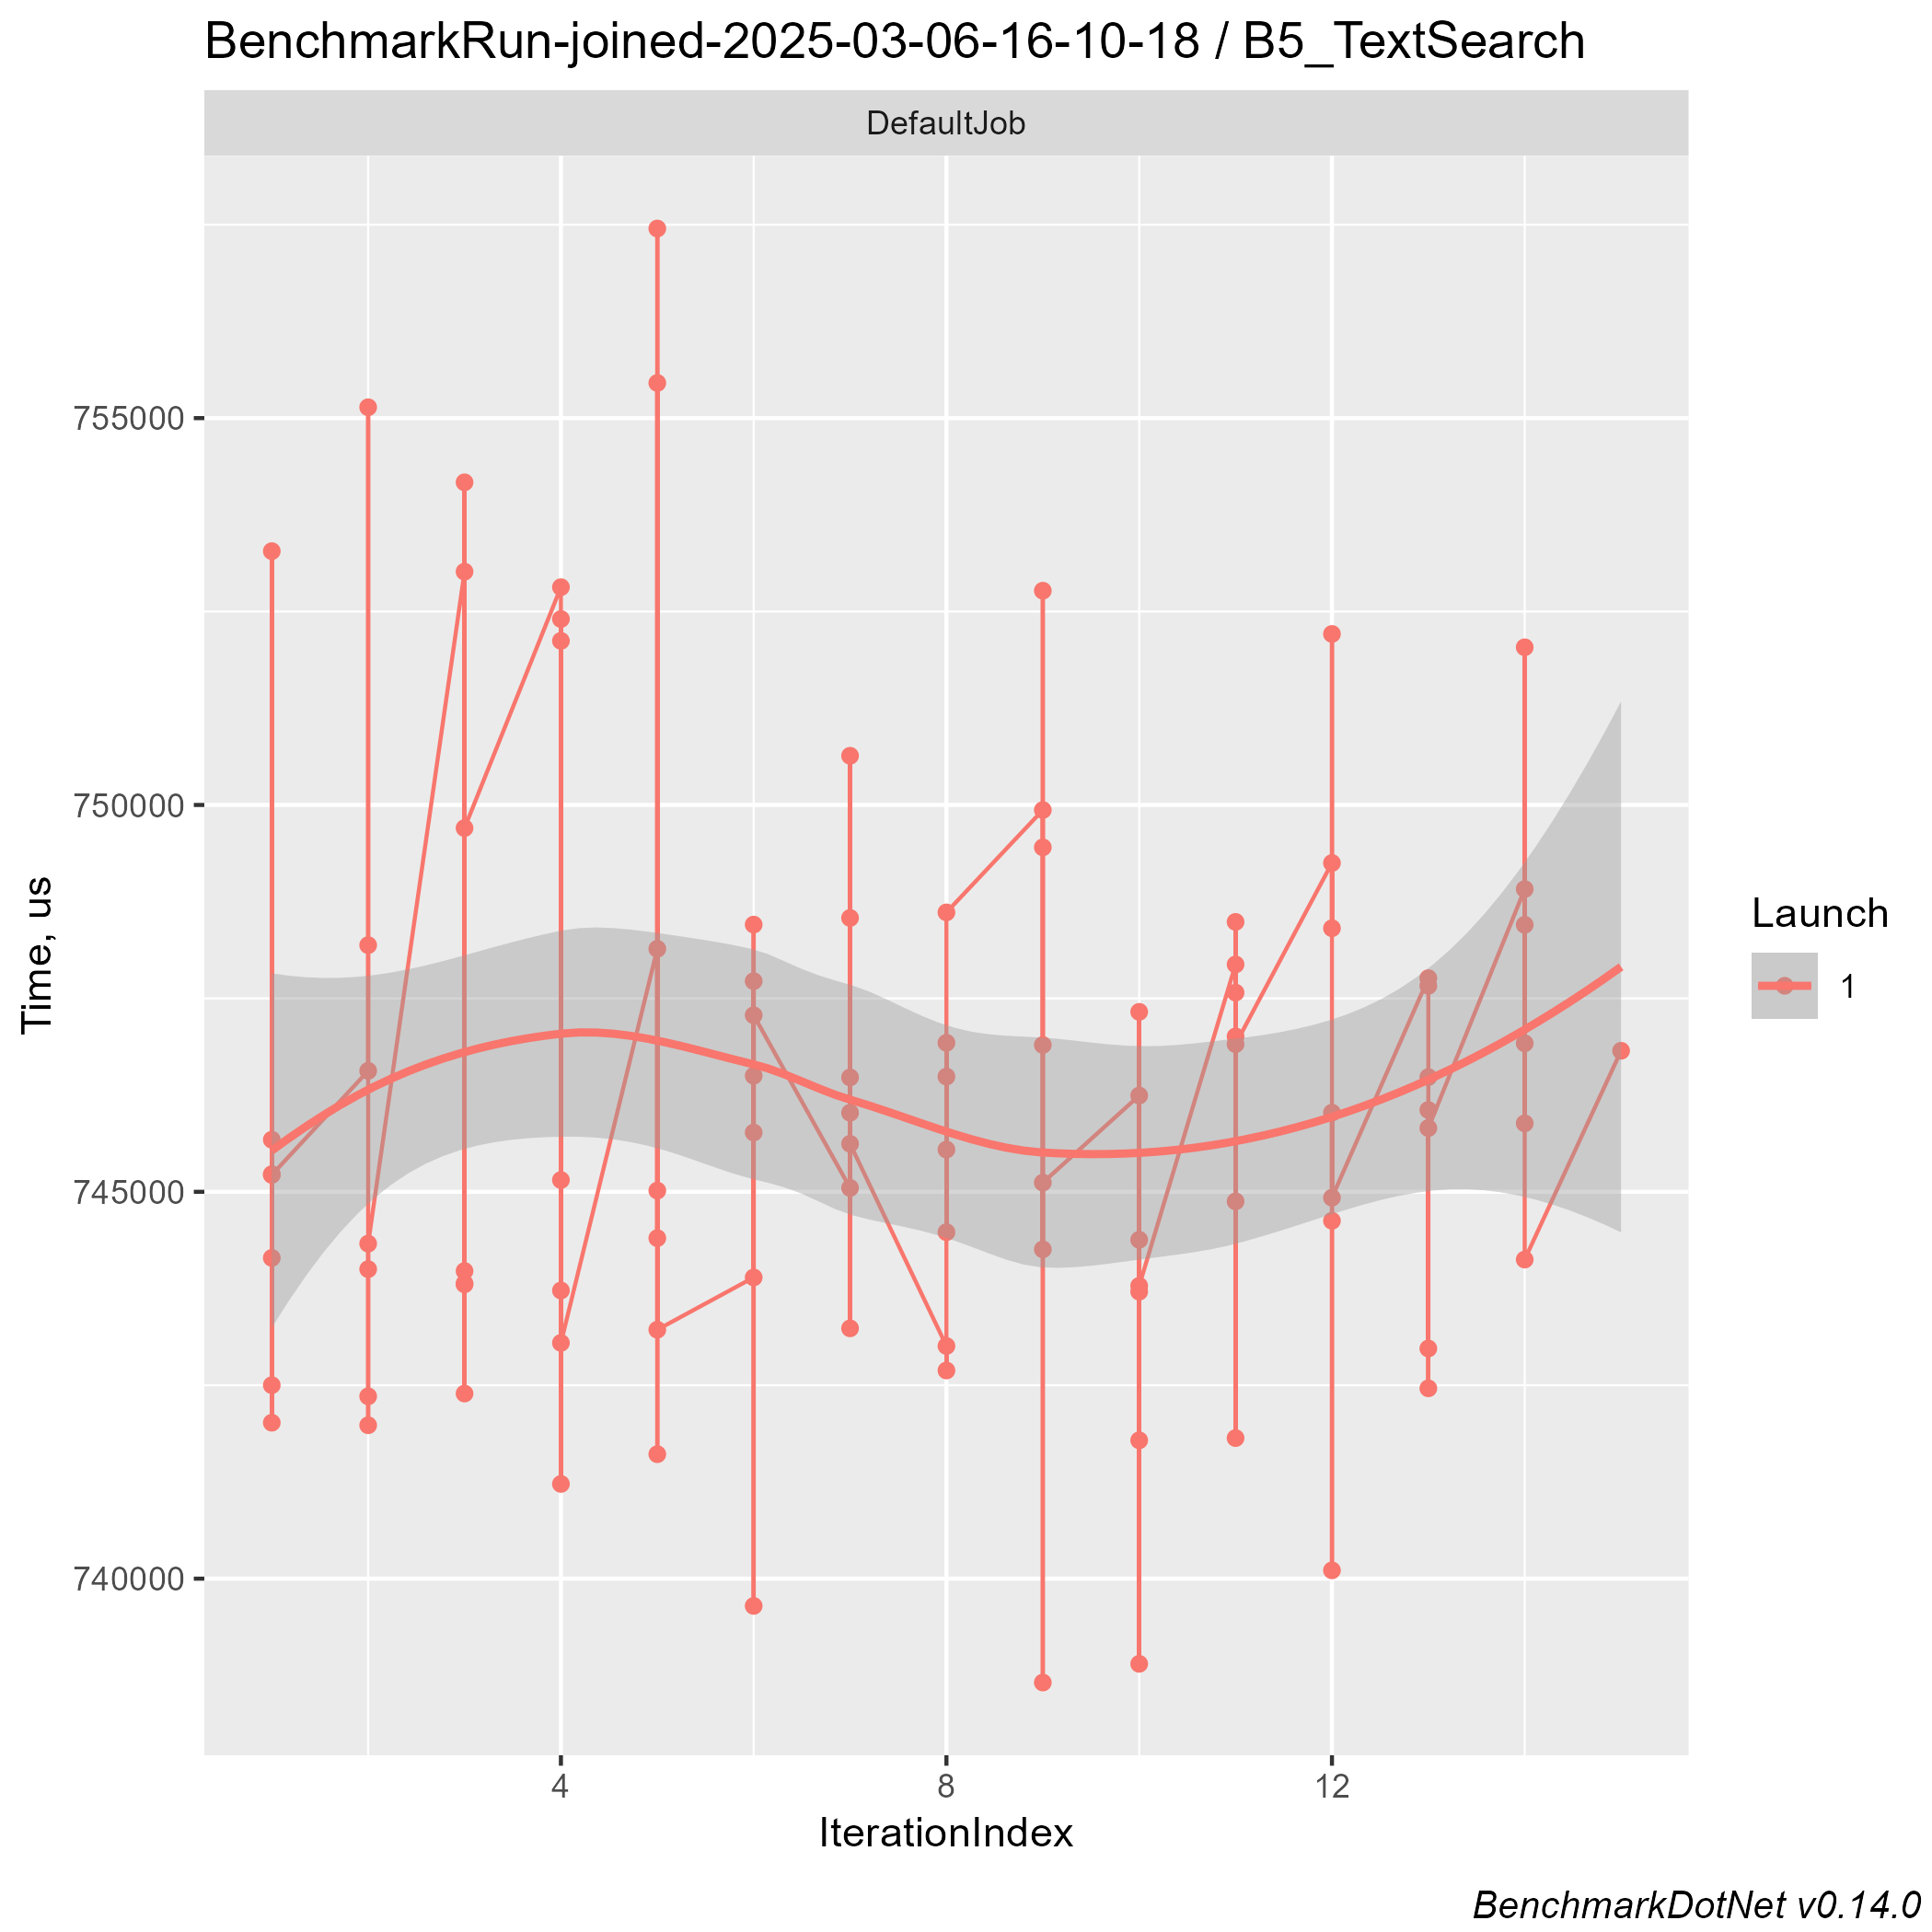 BenchmarkRun-joined-2025-03-06-16-10-18 / B5_TextSearch
DefaultJob
755000
750000
745000
740000
Time, us
4
8
12
IterationIndex
Launch
1
BenchmarkDotNet v0.14.0